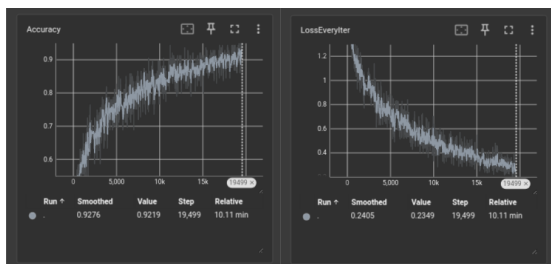 Accuracy
0.9
0.8
0.7
0.6
0 5,000 10k 15k 19499 ×
Run ↑ Smoothed Value Step Relative
. 0.9276 0.9219 19,499 10.11 min
LossEveryIter
1.2
1
0.8
0.6
0.4
0 5,000 10k 15k 19499 ×
Run ↑ Smoothed Value Step Relative
. 0.2405 0.2349 19,499 10.11 min